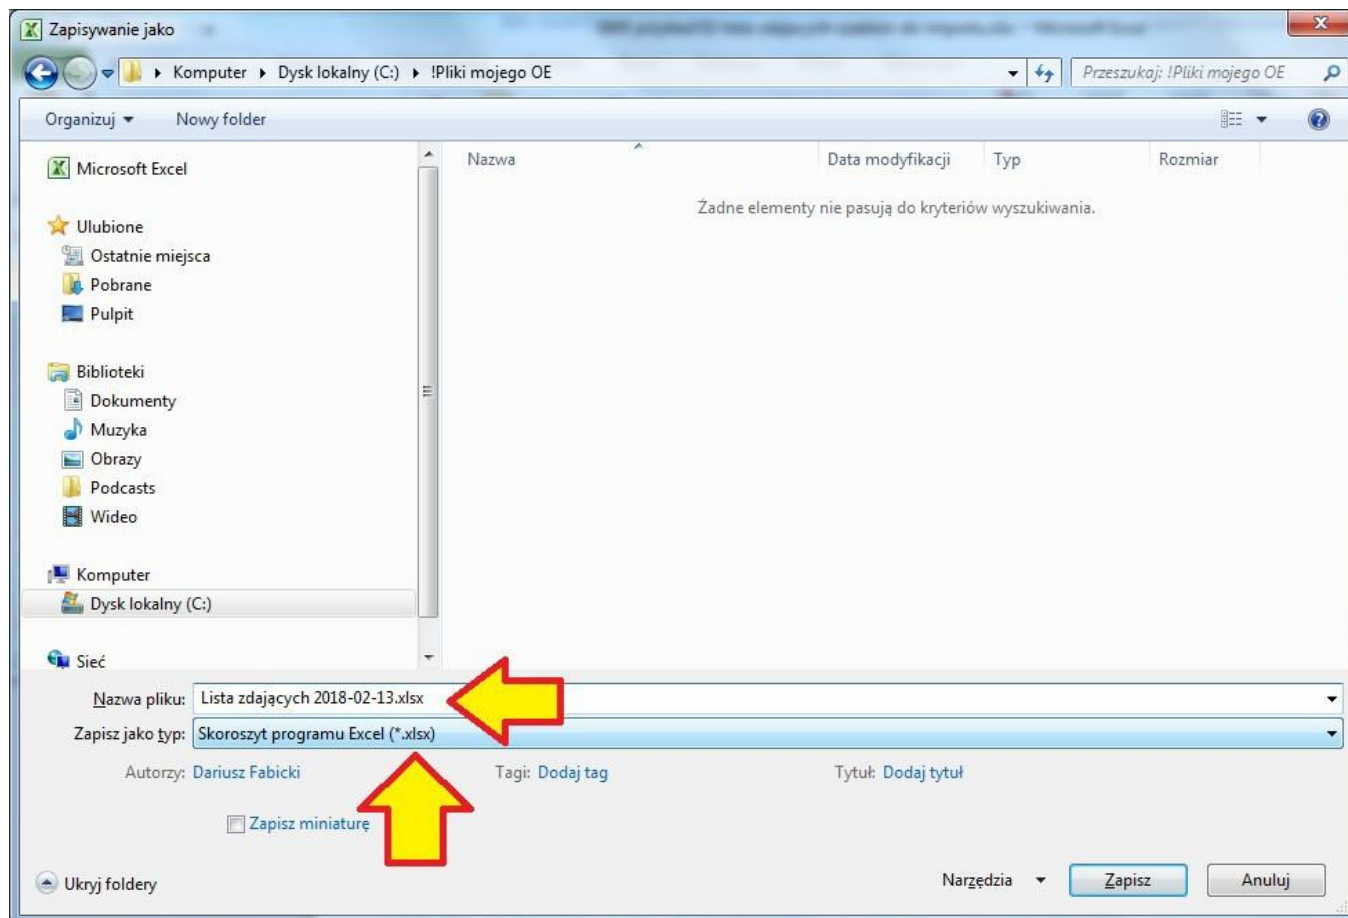 Zapisywanie jako
Komputer Dysk lokalny (C:) !Pliki mojego OE Przeszukaj: !Pliki mojego OE
Organizuj Nowy folder
Microsoft Excel
Ulubione
Ostatnie miejsca
Pobrane
Pulpit
Biblioteki
Dokumenty
Muzyka
Obrazy
Podcasts
Wideo
Komputer
Dysk lokalny (C:)
Sieć
Nazwa Data modyfikacji Typ Rozmiar
Żadne elementy nie pasują do kryteriów wyszukiwania.
Nazwa pliku: Lista zdających 2018-02-13.xlsx
Zapisz jako typ: Skoroszyt programu Excel (*.xlsx)
Autorzy: Dariusz Fabicki Tagi: Dodaj tag Tytuł: Dodaj tytuł
Zapisz miniaturę
Ukryj foldery Narzędzia Zapisz Anuluj